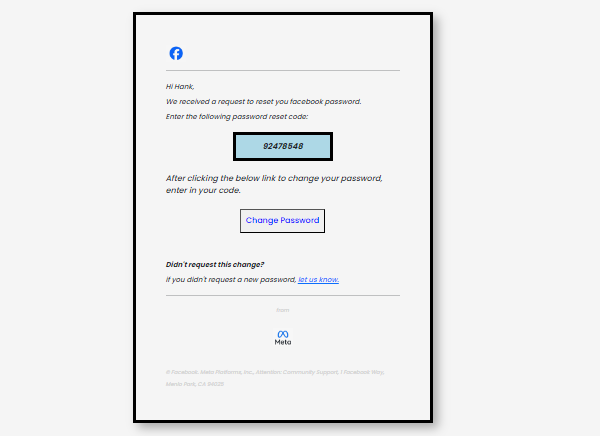 Hi Hank,
We received a request to reset you facebook password.
Enter the following password reset code:
92478548
After clicking the below link to change your password,
enter in your code.
Change Password
Didn't request this change?
if you didn't request a new password, let us know.
from
Meta
© Facebook. Meta Platforms, Inc., Attention: Community Support, 1 Facebook Way,
Menlo Park, CA 94025